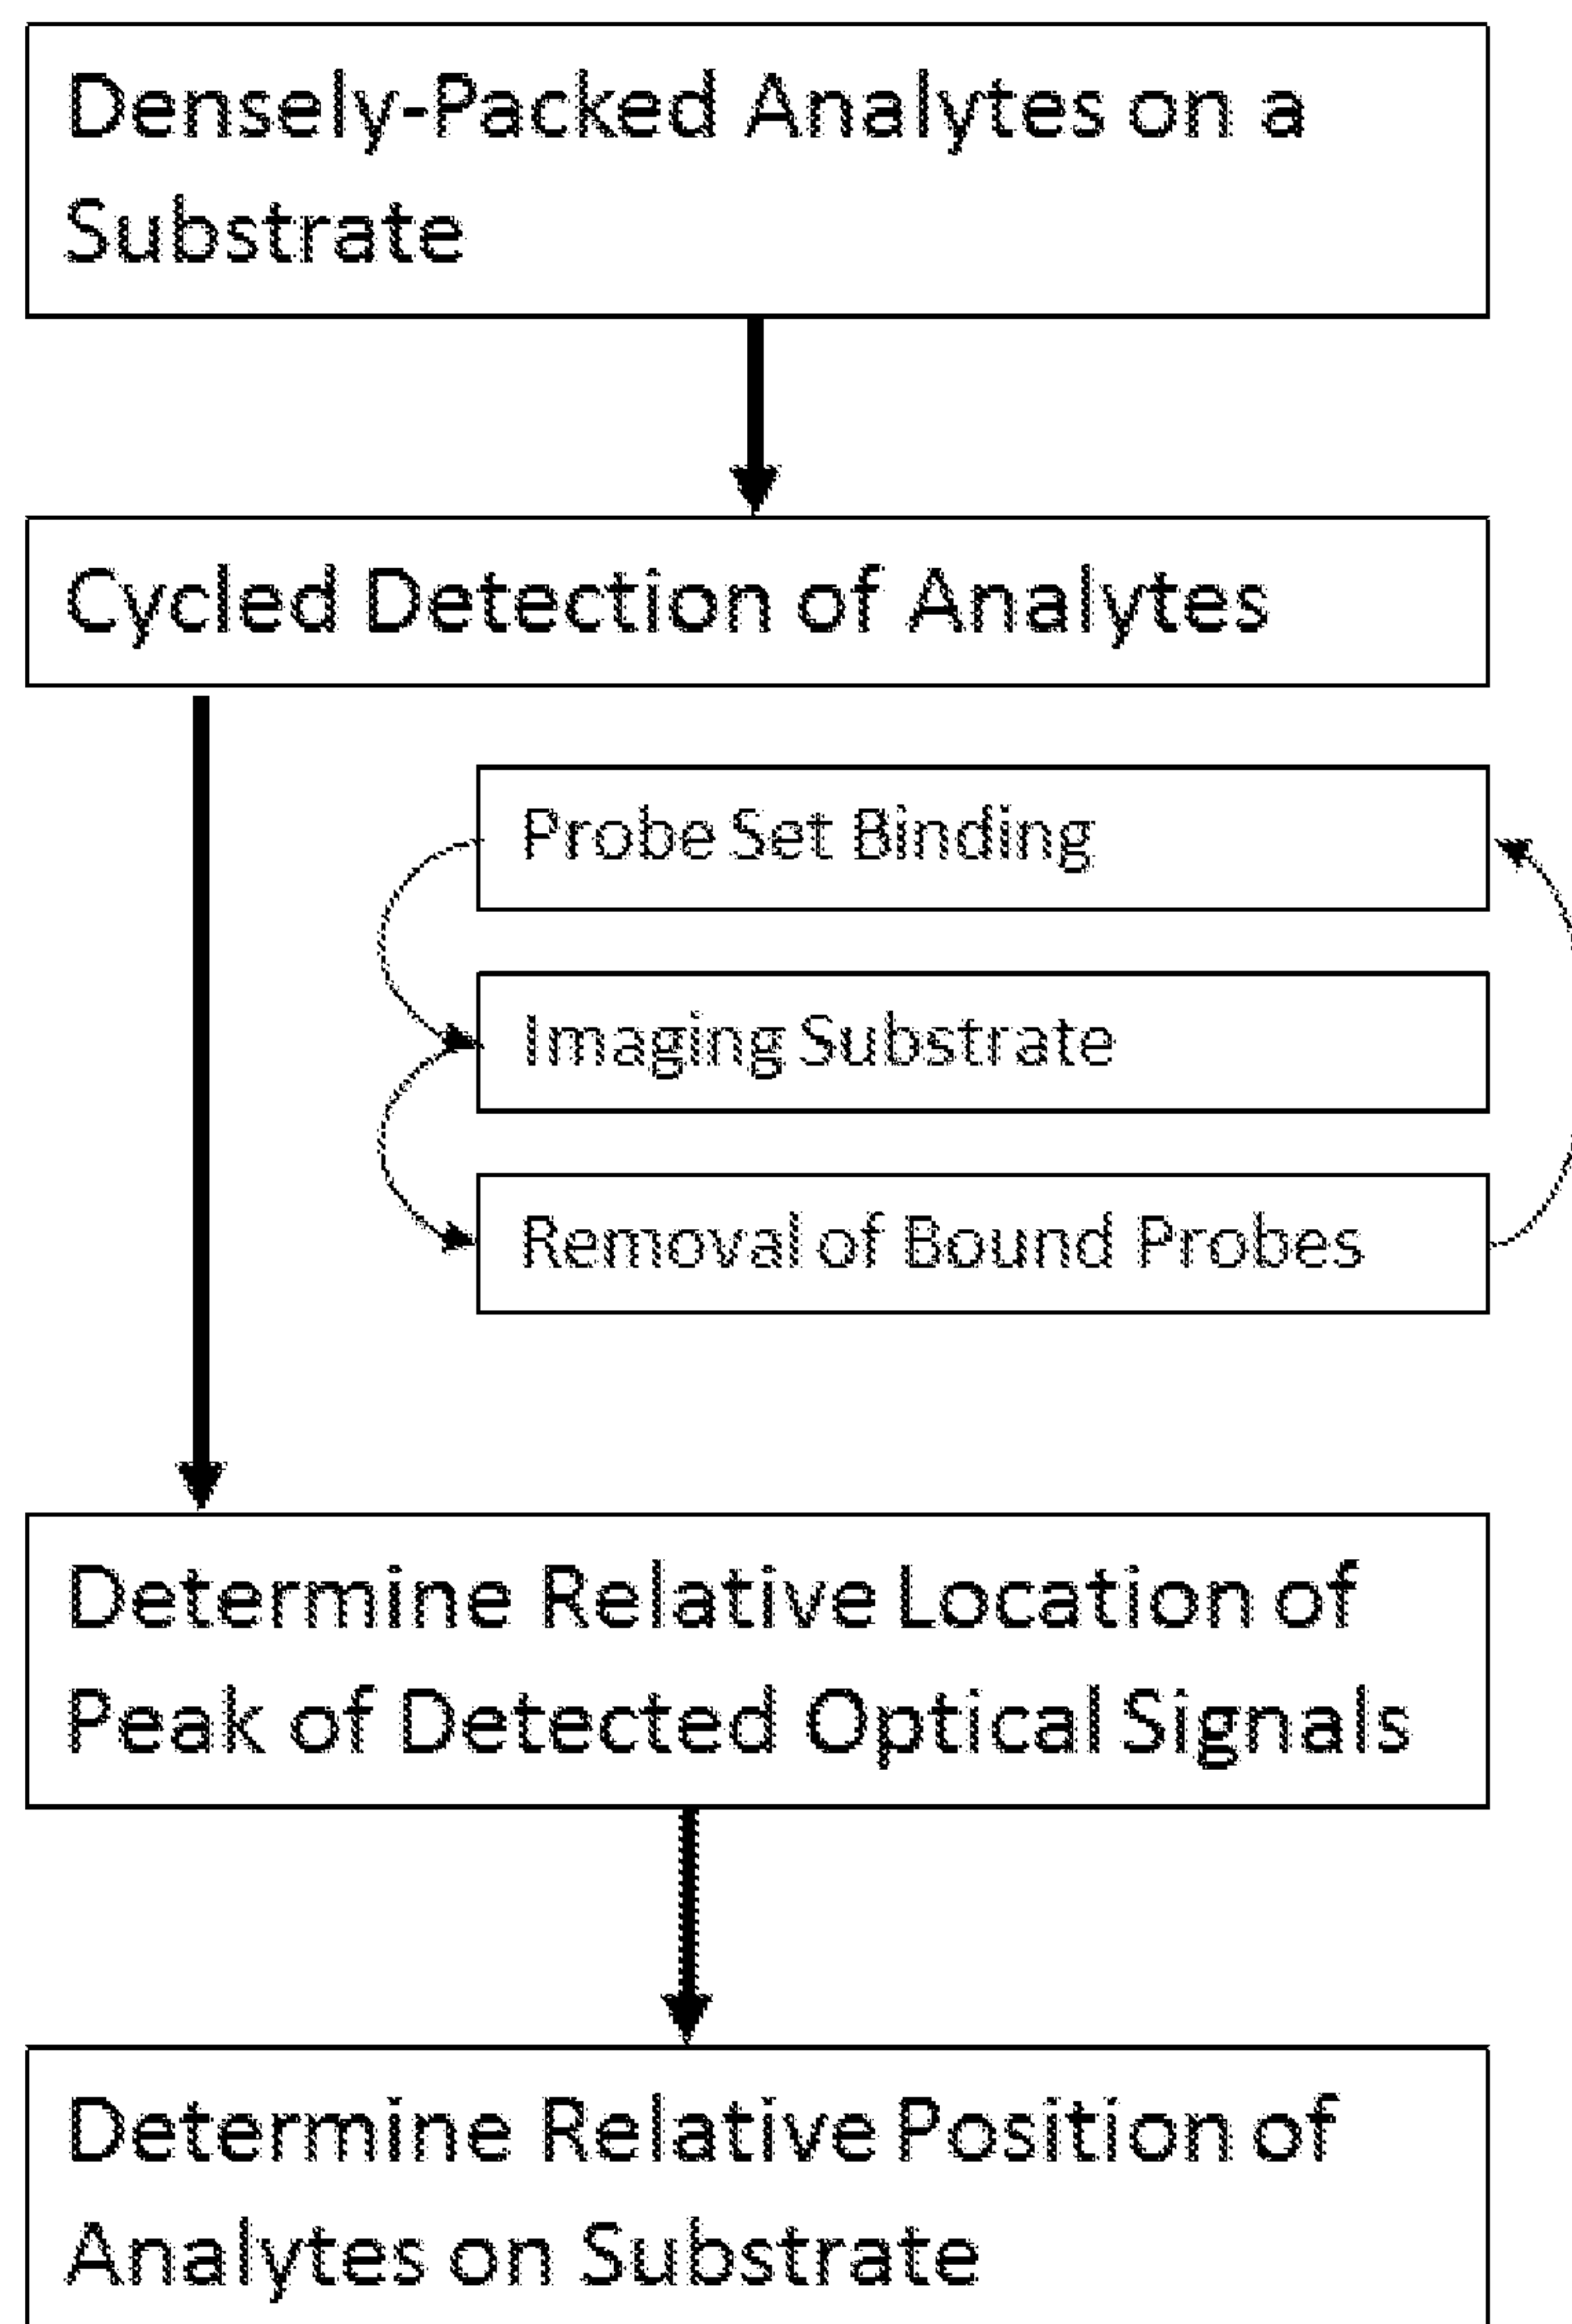 Densely-Packed Analytes on a
Substrate
Cycled Detection of Analytes
Probe Set Binding
Imaging Substrate
Removal of Bound Probes
Determine Relative Location of
Peak of Detected Optical Signals
Determine Relative Position of
Analytes on Substrate